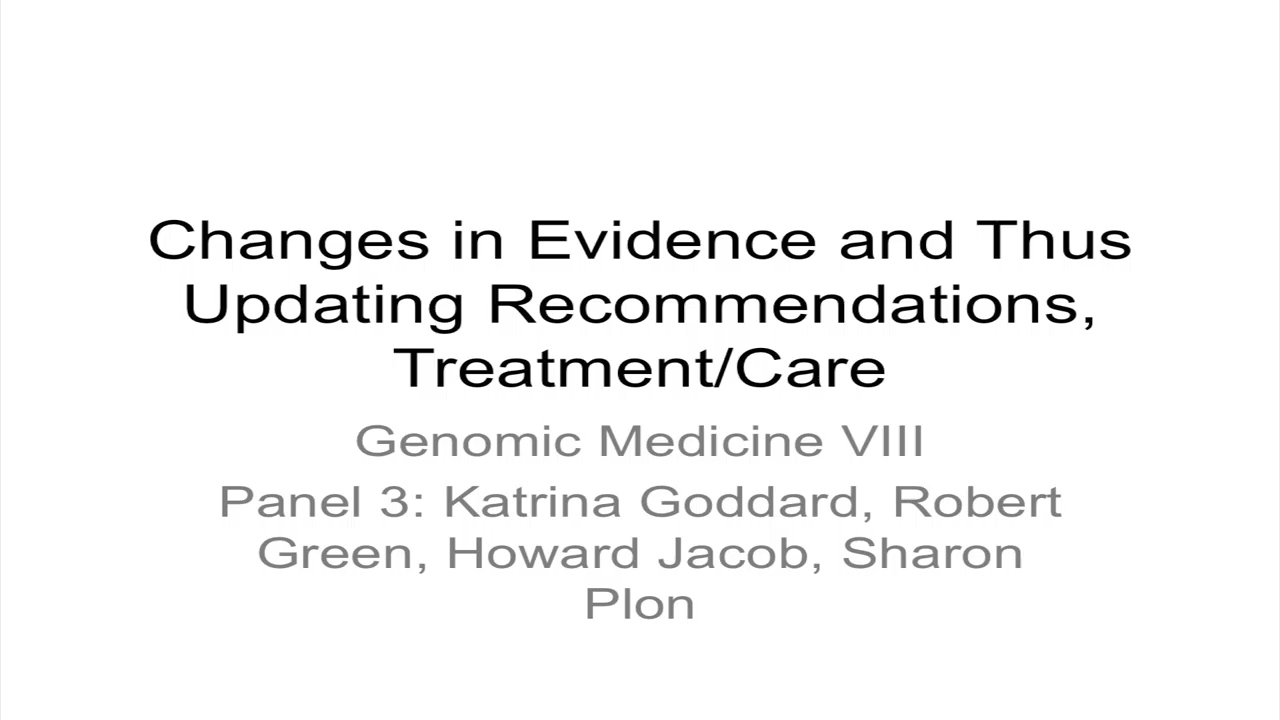 Changes in Evidence and Thus
Updating Recommendations,
Treatment/Care
Genomic Medicine VIII
Panel 3: Katrina Goddard, Robert
Green, Howard Jacob, Sharon
Plon